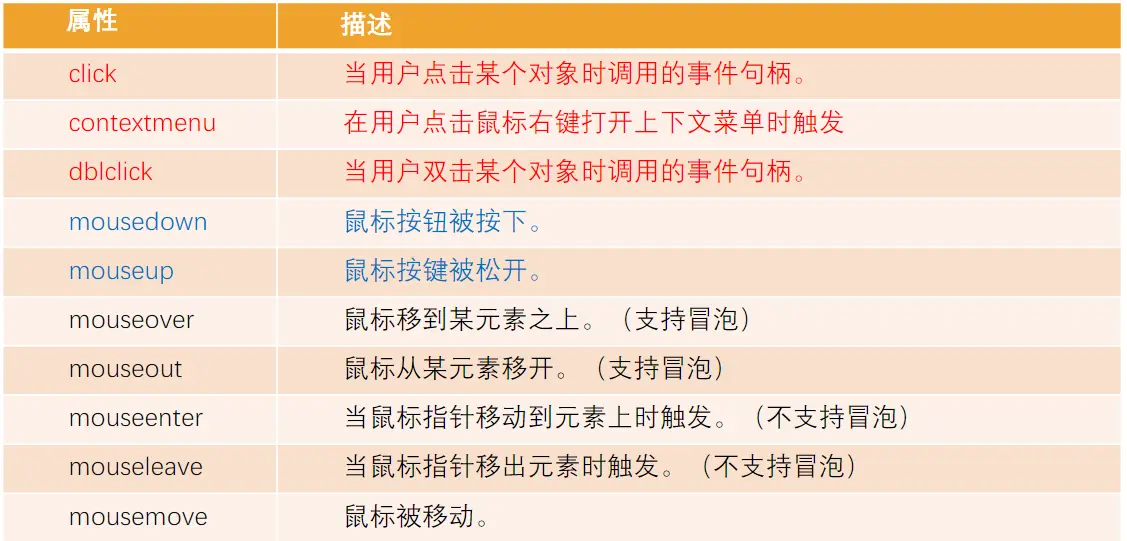 属性 描述
click 当用户点击某个对象时调用的事件句柄。
contextmenu 在用户点击鼠标右键打开上下文菜单时触发
dblclick 当用户双击某个对象时调用的事件句柄。
mousedown 鼠标按钮被按下。
mouseup 鼠标按键被松开。
mouseover 鼠标移到某元素之上。（支持冒泡）
mouseout 鼠标从某元素移开。（支持冒泡）
mouseenter 当鼠标指针移动到元素上时触发。（不支持冒泡）
mouseleave 当鼠标指针移出元素时触发。（不支持冒泡）
mousemove 鼠标被移动。